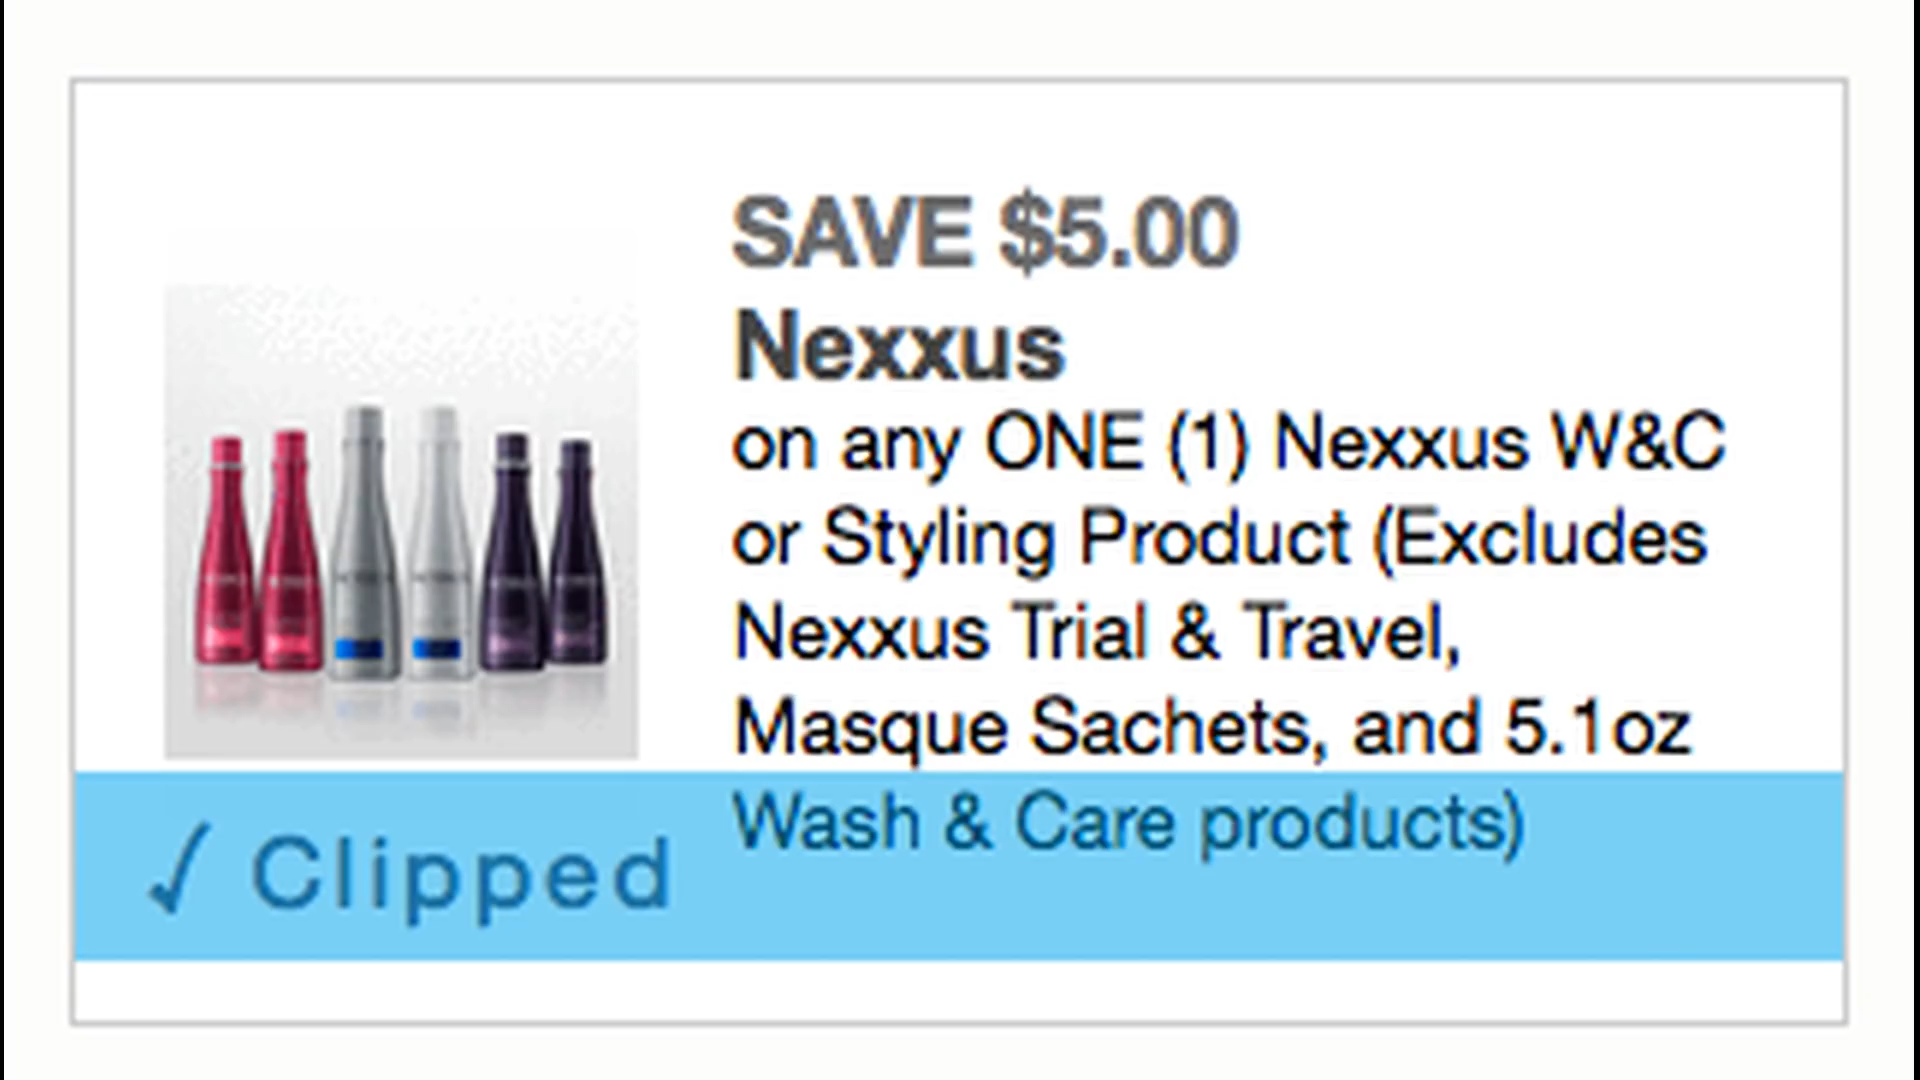 SAVE $5.00
Nexxus
on any ONE (1) Nexxus W&C
or Styling Product (Excludes
Nexxus Trial & Travel,
Masque Sachets, and 5.1oz
Wash & Care products)
✓ Clipped